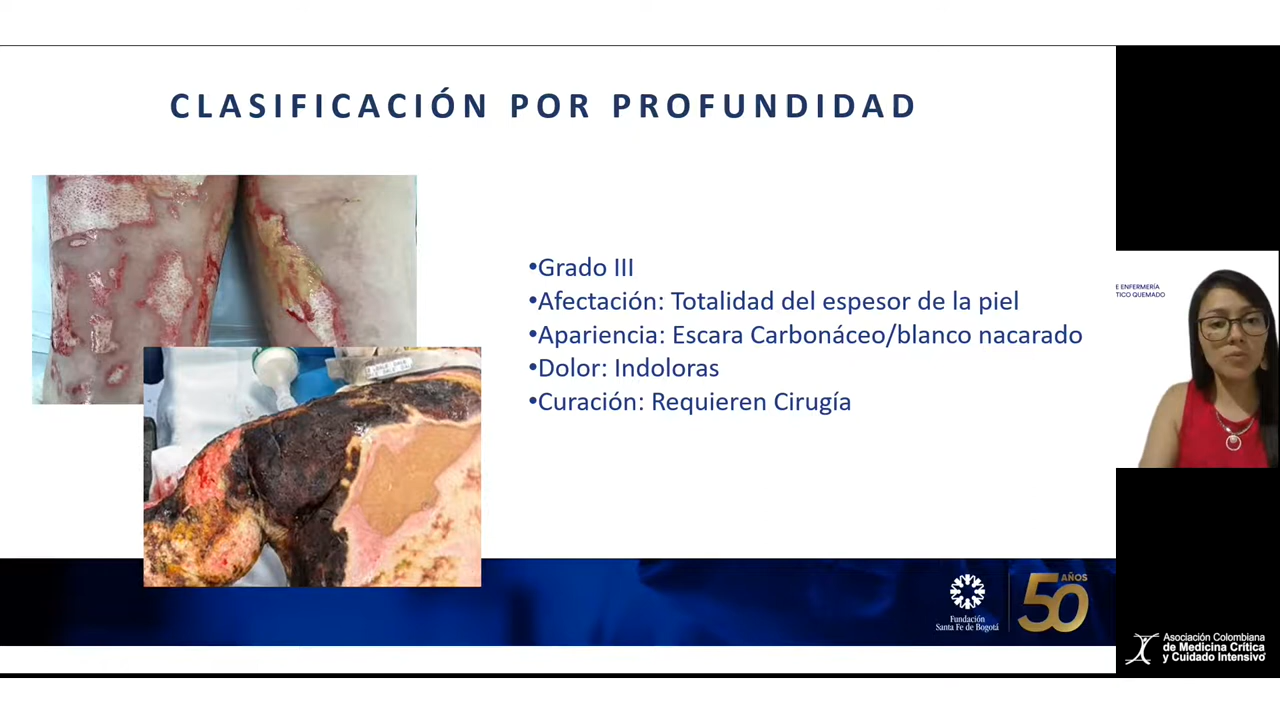 CLASIFICACIÓN POR PROFUNDIDAD
•Grado III
•Afectación: Totalidad del espesor de la piel
•Apariencia: Escara Carbonáceo/blanco nacarado
•Dolor: Indoloras
•Curación: Requieren Cirugía
E ENFERMERÍA
TICO QUEMADO
Fundación
Santa Fe de Bogotá
50 AÑOS
Asociación Colombiana
de Medicina Crítica
y Cuidado Intensivo